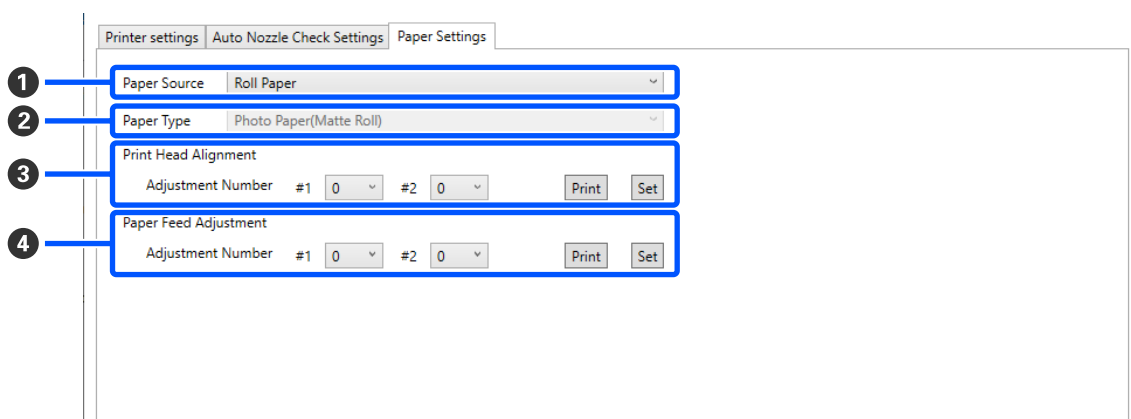 Printer settings Auto Nozzle Check Settings Paper Settings
1 Paper Source Roll Paper
2 Paper Type Photo Paper(Matte Roll)
Print Head Alignment
3 Adjustment Number #1 0 #2 0 Print Set
Paper Feed Adjustment
4 Adjustment Number #1 0 #2 0 Print Set